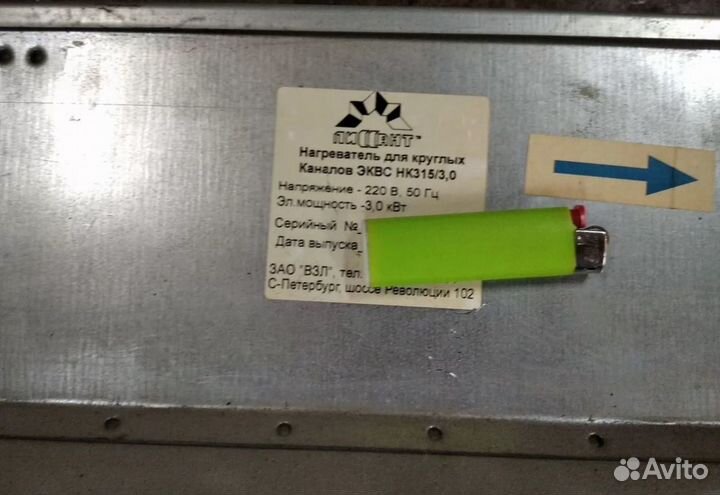 ЛИССАНТ™
Нагреватель для круглых
Каналов ЭКВС НК315/3,0
Напряжение - 220 В, 50 Гц
Эл.мощность -3,0 кВт
Серийный №
Дата выпуска
ЗАО "ВЗЛ", тел.
С-Петербург, шоссе Революции 102
Avito